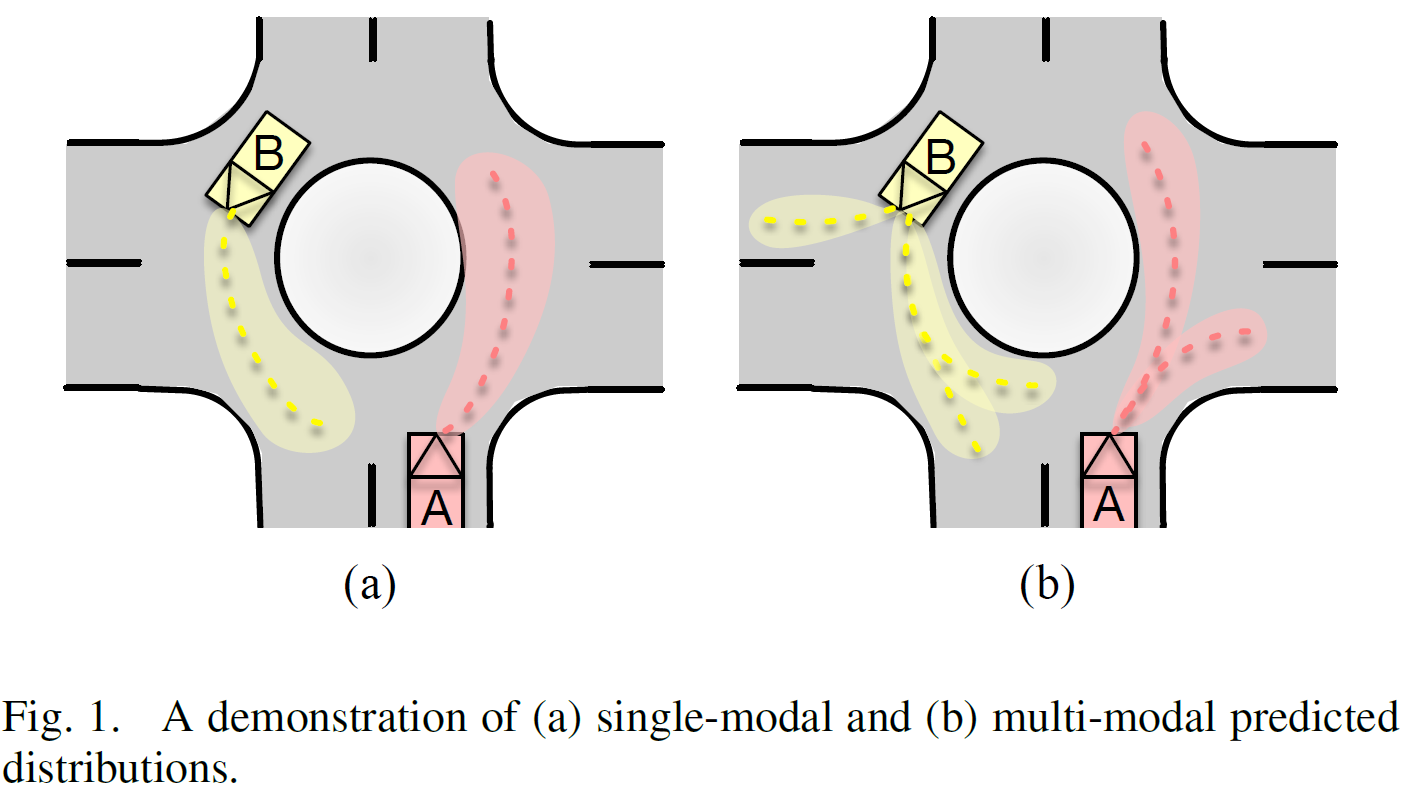 B
A
B
A
(a)
(b)
Fig. 1. A demonstration of (a) single-modal and (b) multi-modal predicted
distributions.